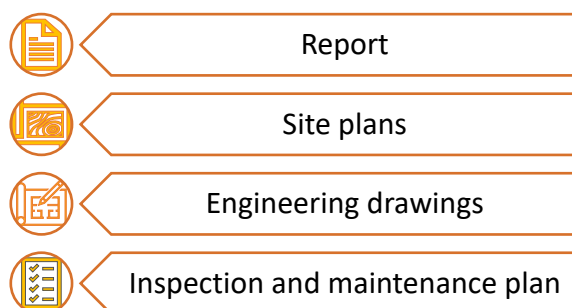 Report
Site plans
Engineering drawings
Inspection and maintenance plan